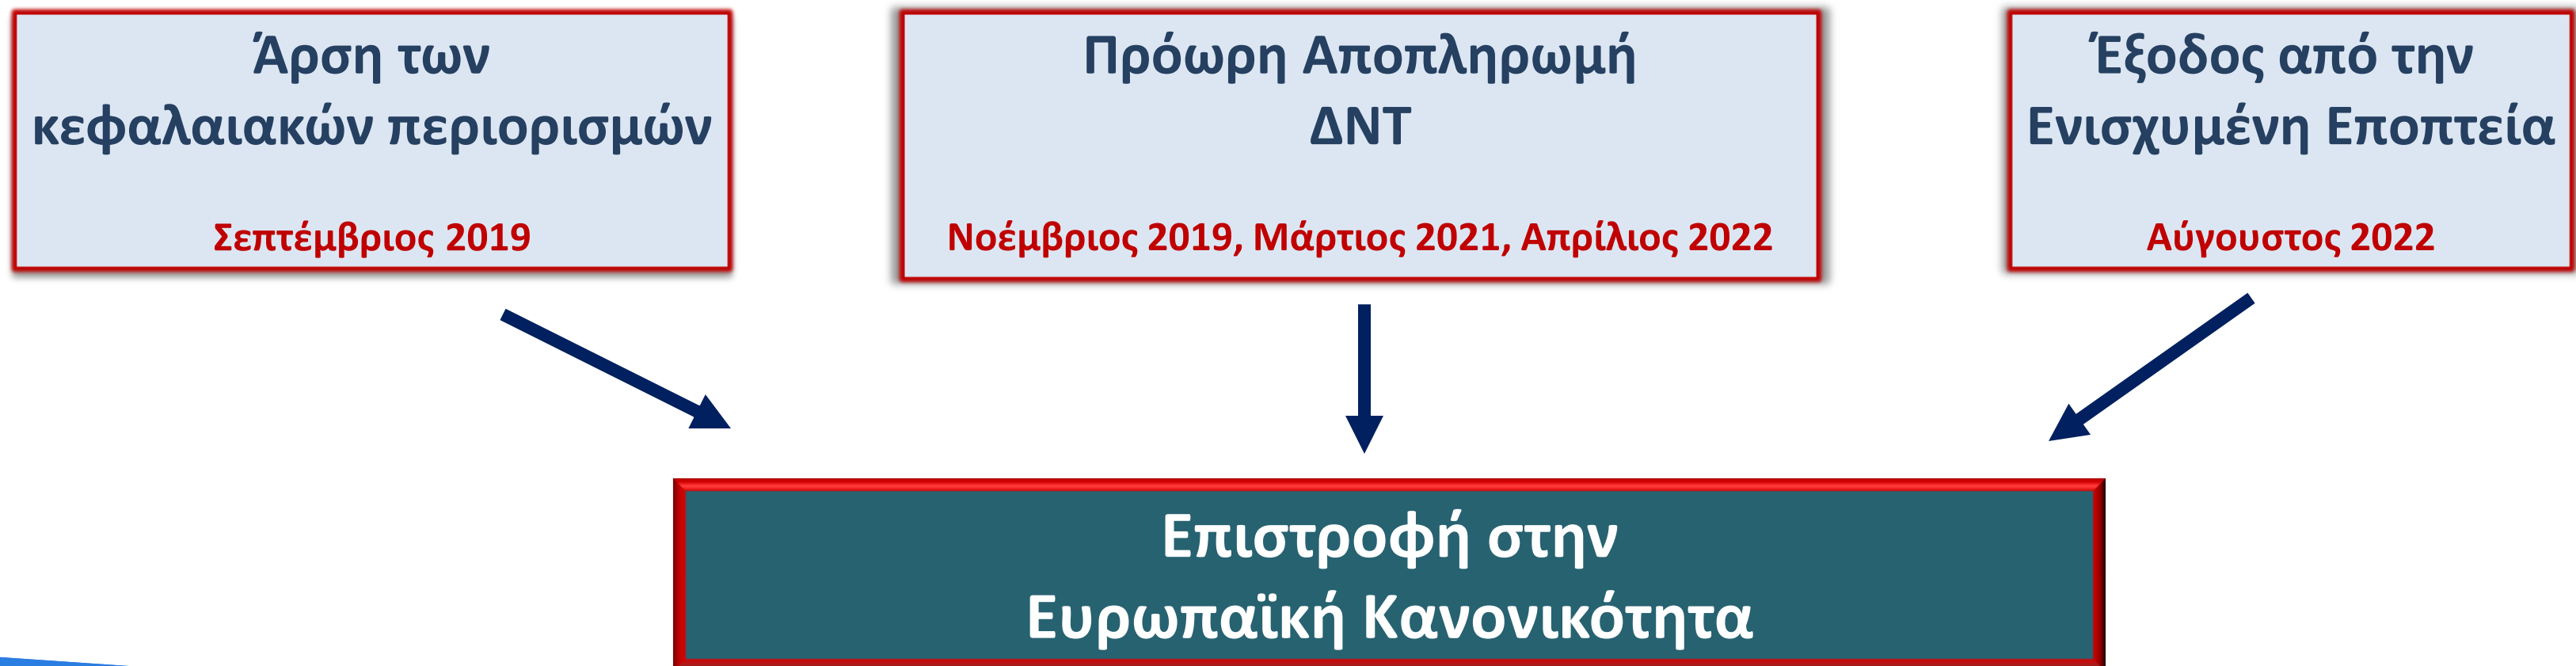 Άρση των
κεφαλαιακών περιορισμών
Σεπτέμβριος 2019
Πρόωρη Αποπληρωμή
ΔΝΤ
Νοέμβριος 2019, Μάρτιος 2021, Απρίλιος 2022
Έξοδος από την
Ενισχυμένη Εποπτεία
Αύγουστος 2022
Επιστροφή στην
Ευρωπαϊκή Κανονικότητα